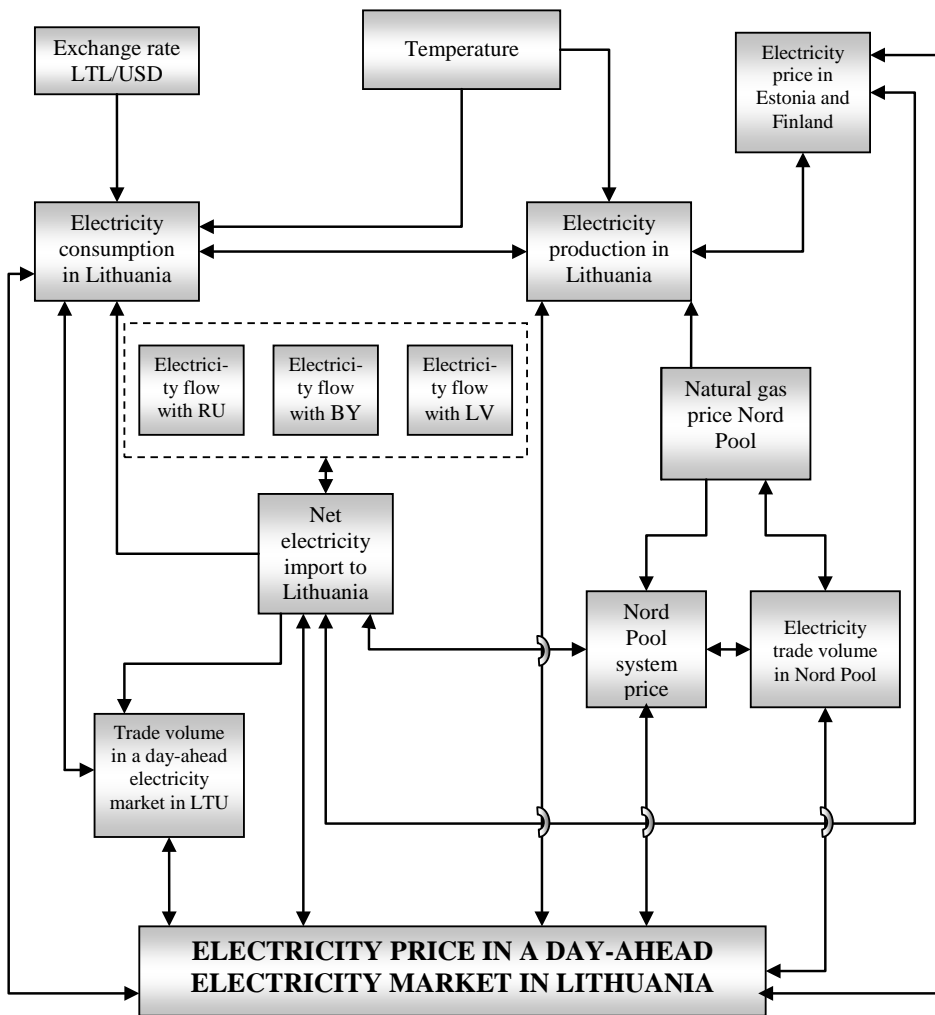 Exchange rate
LTL/USD
Temperature
Electricity
price in
Estonia and
Finland
Electricity
consumption
in Lithuania
Electricity
production in
Lithuania
Electrici-
ty flow
with RU
Electrici-
ty flow
with BY
Electrici-
ty flow
with LV
Natural gas
price Nord
Pool
Net
electricity
import to
Lithuania
Nord
Pool
system
price
Electricity
trade volume
in Nord Pool
Trade volume
in a day-ahead
electricity
market in LTU
ELECTRICITY PRICE IN A DAY-AHEAD
ELECTRICITY MARKET IN LITHUANIA